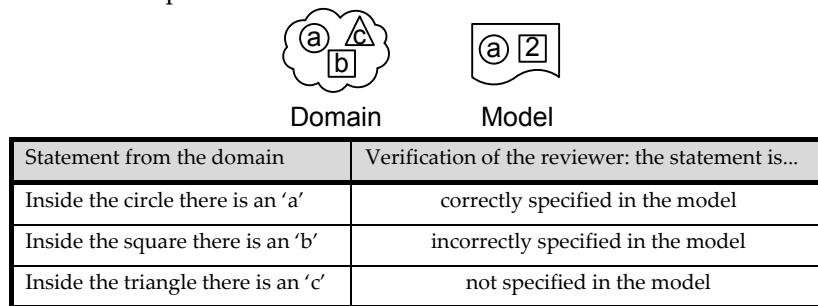 a c
b
a 2
Domain Model
Statement from the domain Verification of the reviewer: the statement is...
Inside the circle there is an ‘a’ correctly specified in the model
Inside the square there is an ‘b’ incorrectly specified in the model
Inside the triangle there is an ‘c’ not specified in the model